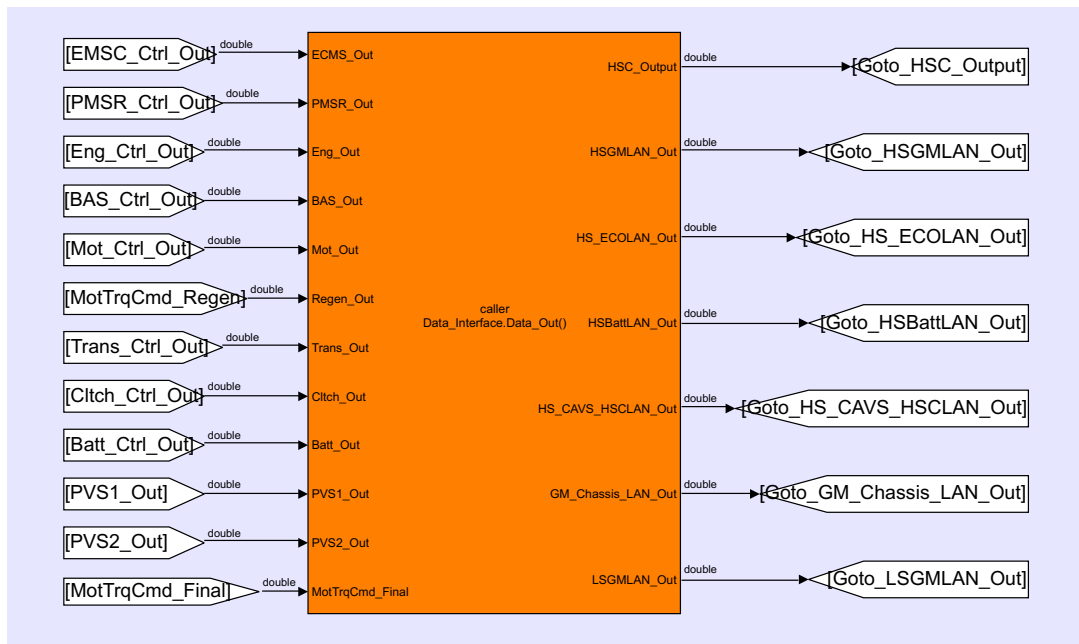 [EMSC_Ctrl_Out]
double
ECMS_Out
[PMSR_Ctrl_Out]
double
PMSR_Out
[Eng_Ctrl_Out]
double
Eng_Out
[BAS_Ctrl_Out]
double
BAS_Out
[Mot_Ctrl_Out]
double
Mot_Out
[MotTrqCmd_Regen]
double
Regen_Out
[Trans_Ctrl_Out]
double
Trans_Out
[Cltch_Ctrl_Out]
double
Cltch_Out
[Batt_Ctrl_Out]
double
Batt_Out
[PVS1_Out]
double
PVS1_Out
[PVS2_Out]
double
PVS2_Out
[MotTrqCmd_Final]
double
MotTrqCmd_Final
caller
Data_Interface.Data_Out()
HSC_Output
double
[Goto_HSC_Output]
HSGMLAN_Out
double
[Goto_HSGMLAN_Out]
HS_ECOLAN_Out
double
[Goto_HS_ECOLAN_Out]
HSBattLAN_Out
double
[Goto_HSBattLAN_Out]
HS_CAVS_HSCLAN_Out
double
[Goto_HS_CAVS_HSCLAN_Out]
GM_Chassis_LAN_Out
double
[Goto_GM_Chassis_LAN_Out]
LSGMLAN_Out
double
[Goto_LSGMLAN_Out]